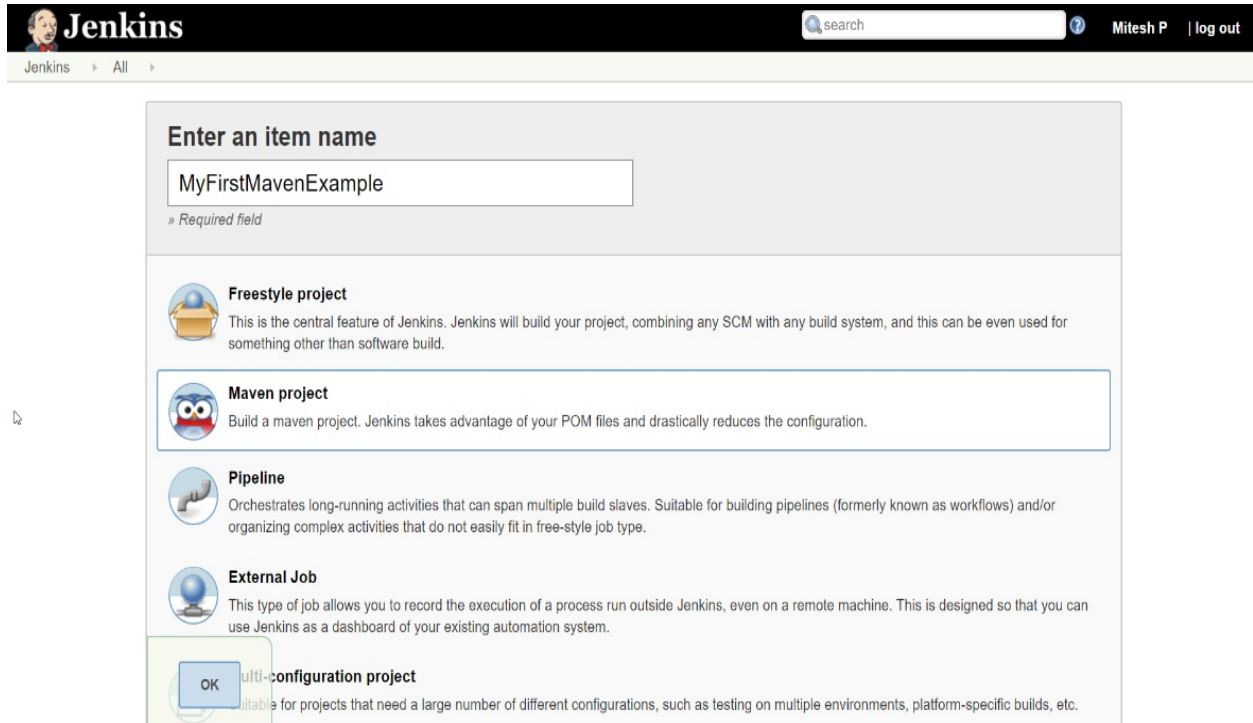 Jenkins
search
Mitesh P | log out
Jenkins All
Enter an item name
MyFirstMavenExample
» Required field
Freestyle project
This is the central feature of Jenkins. Jenkins will build your project, combining any SCM with any build system, and this can be even used for
something other than software build.
Maven project
Build a maven project. Jenkins takes advantage of your POM files and drastically reduces the configuration.
Pipeline
Orchestrates long-running activities that can span multiple build slaves. Suitable for building pipelines (formerly known as workflows) and/or
organizing complex activities that do not easily fit in free-style job type.
External Job
This type of job allows you to record the execution of a process run outside Jenkins, even on a remote machine. This is designed so that you can
use Jenkins as a dashboard of your existing automation system.
OK
ulti-configuration project
uitable for projects that need a large number of different configurations, such as testing on multiple environments, platform-specific builds, etc.